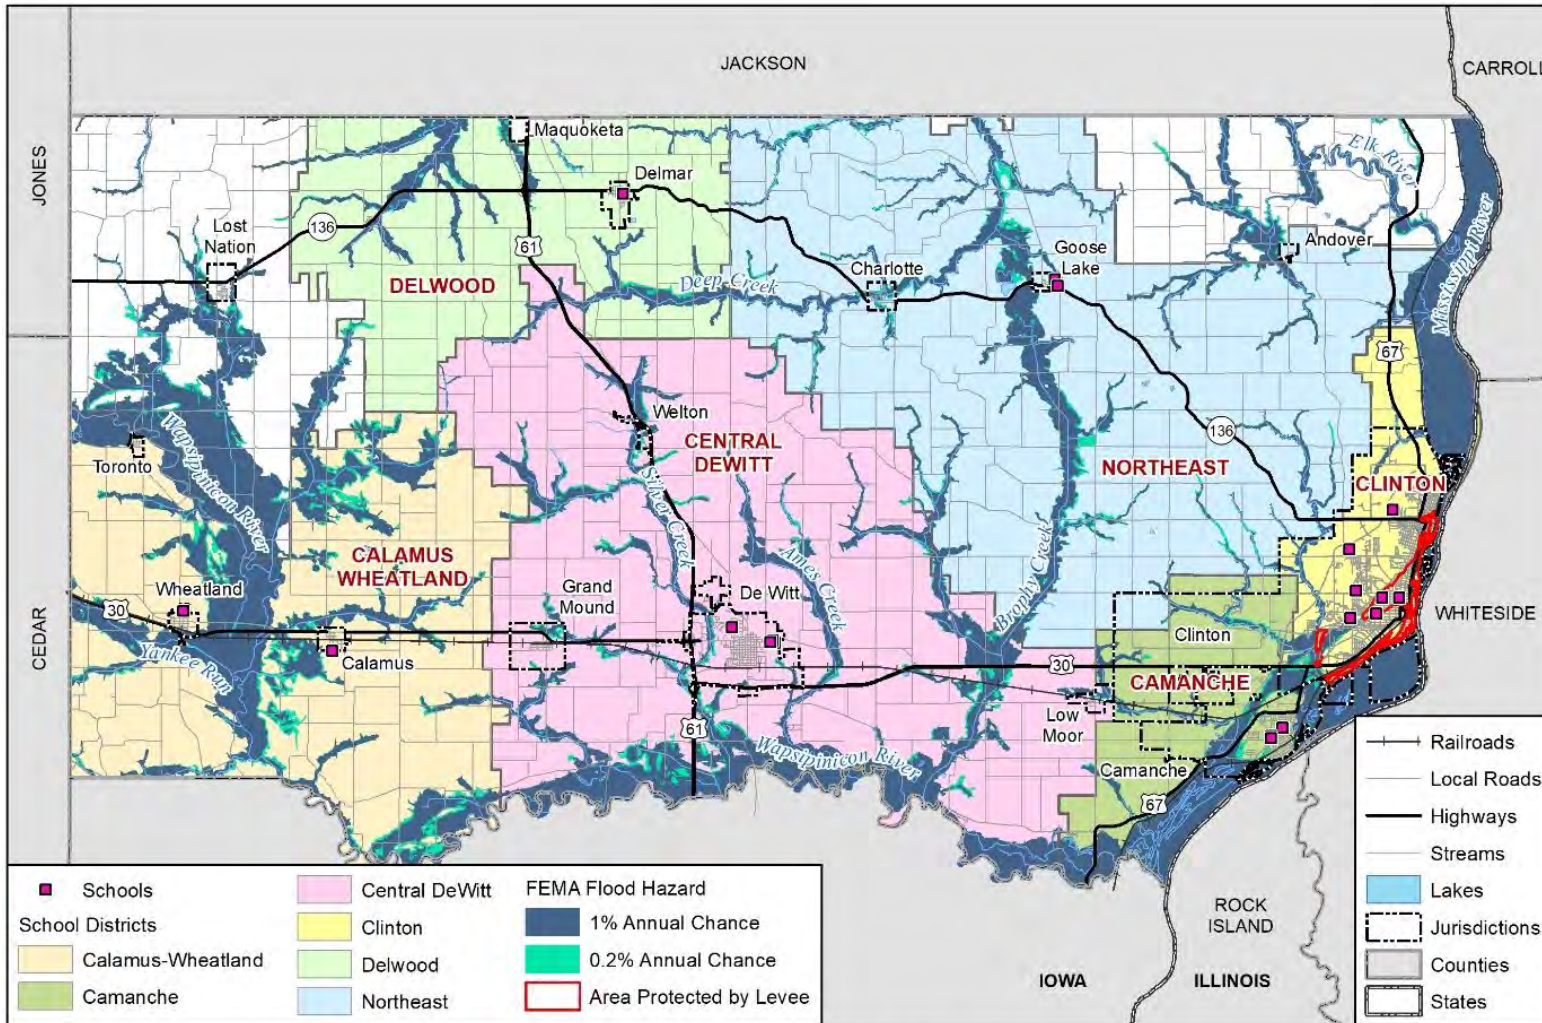 JACKSON
CARROLL
JONES
Maquoketa
Delmar
Elk River
136
Lost
Nation
61
Andover
Goose
Lake
Charlotte
DELWOOD
Deep Creek
Mississippi River
67
Welton
CENTRAL
DEWITT
136
NORTHEAST
CLINTON
Toronto
Wapsipinicon River
Silver Creek
CALAMUS
WHEATLAND
Ames Creek
Brophy Creek
Wheatland
Grand
Mound
De Witt
30
CEDAR
WHITESIDE
Clinton
Yankee Run
Calamus
30
CAMANCHE
Low
Moor
61
Wapsipinicon River
Camanche
67
ROCK
ISLAND
IOWA
ILLINOIS
Schools
School Districts
Calamus-Wheatland
Camanche
Central DeWitt
Clinton
Delwood
Northeast
FEMA Flood Hazard
1% Annual Chance
0.2% Annual Chance
Area Protected by Levee
Railroads
Local Roads
Highways
Streams
Lakes
Jurisdictions
Counties
States